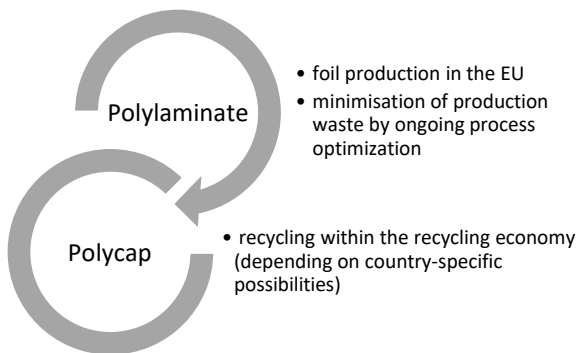 Polylaminate
• foil production in the EU
• minimisation of production
waste by ongoing process
optimization
Polycap
• recycling within the recycling economy
(depending on country-specific
possibilities)